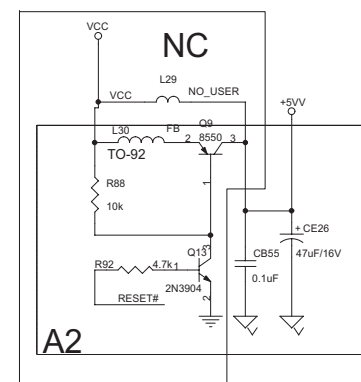 VCC
NC
L29
VCC
NO_USER
+5VV
L30
FB
Q9
2
8550
3
TO-92
1
R88
10k
+
CE26
47uF/16V
CB55
0.1uF
Q13
3
R92
4.7k
1
2N3904
2
RESET#
A2